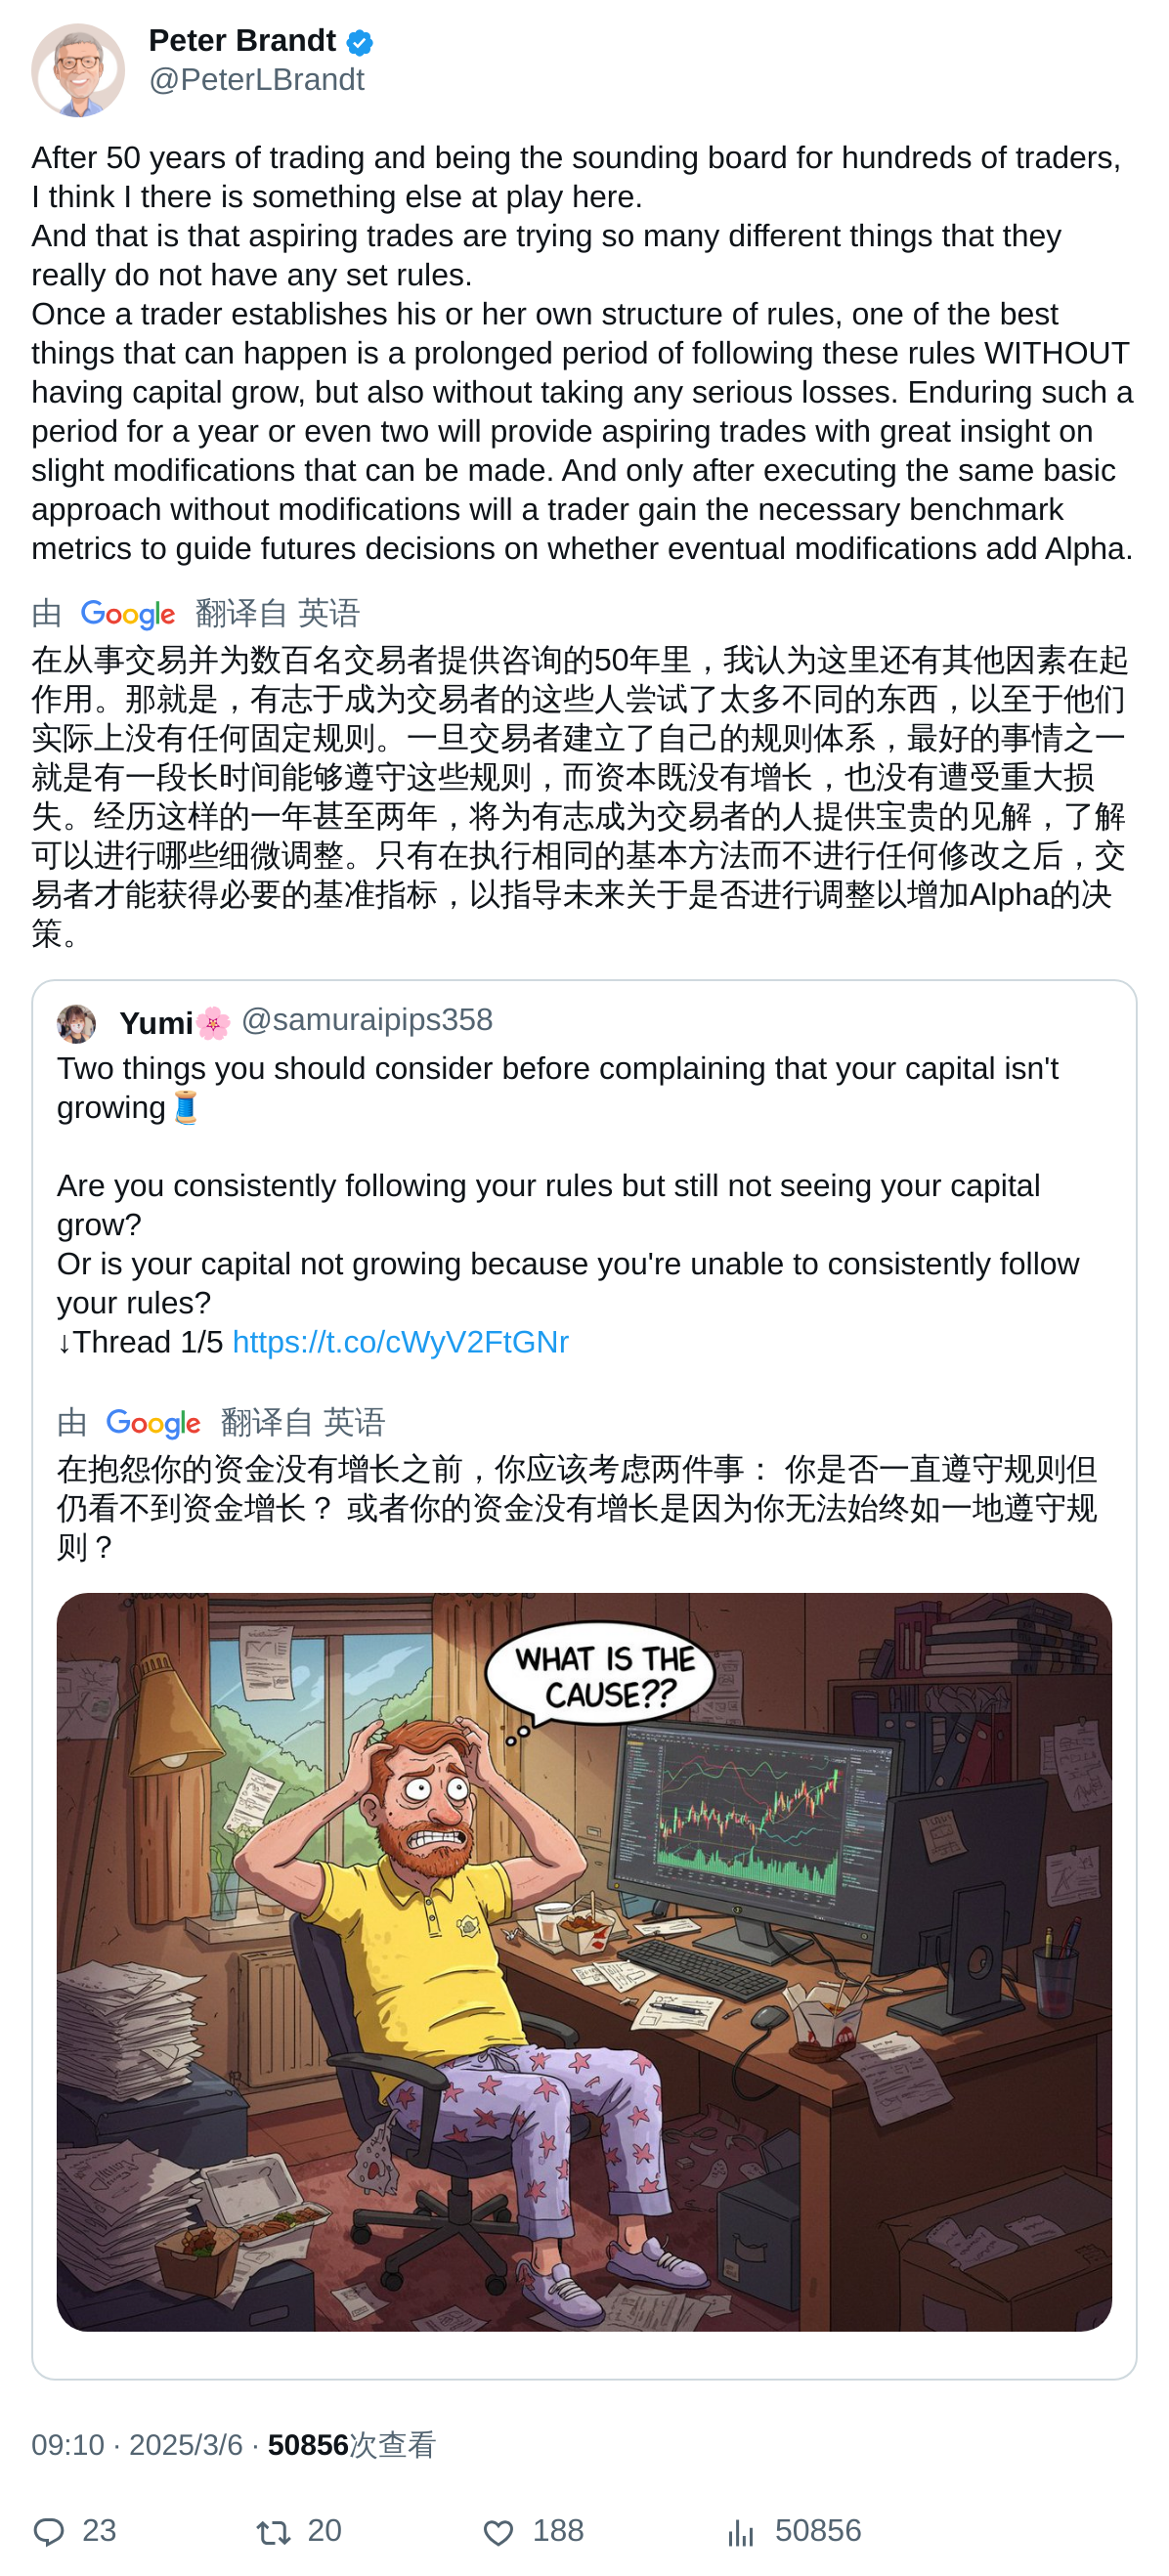 Peter Brandt
@PeterLBrandt
After 50 years of trading and being the sounding board for hundreds of traders,
I think I there is something else at play here.
And that is that aspiring trades are trying so many different things that they
really do not have any set rules.
Once a trader establishes his or her own structure of rules, one of the best
things that can happen is a prolonged period of following these rules WITHOUT
having capital grow, but also without taking any serious losses. Enduring such a
period for a year or even two will provide aspiring trades with great insight on
slight modifications that can be made. And only after executing the same basic
approach without modifications will a trader gain the necessary benchmark
metrics to guide futures decisions on whether eventual modifications add Alpha.
由 Google 翻译自 英语
在从事交易并为数百名交易者提供咨询的50年里，我认为这里还有其他因素在起
作用。那就是，有志于成为交易者的这些人尝试了太多不同的东西，以至于他们
实际上没有任何固定规则。一旦交易者建立了自己的规则体系，最好的事情之一
就是有一段长时间能够遵守这些规则，而资本既没有增长，也没有遭受重大损
失。经历这样的一年甚至两年，将为有志成为交易者的人提供宝贵的见解，了解
可以进行哪些细微调整。只有在执行相同的基本方法而不进行任何修改之后，交
易者才能获得必要的基准指标，以指导未来关于是否进行调整以增加Alpha的决
策。
Yumi🌸 @samuraipips358
Two things you should consider before complaining that your capital isn't
growing🧵
Are you consistently following your rules but still not seeing your capital
grow?
Or is your capital not growing because you're unable to consistently follow
your rules?
↓Thread 1/5 https://t.co/cWyV2FtGNr
由 Google 翻译自 英语
在抱怨你的资金没有增长之前，你应该考虑两件事： 你是否一直遵守规则但
仍看不到资金增长？ 或者你的资金没有增长是因为你无法始终如一地遵守规
则？
WHAT IS THE
CAUSE??
09:10 · 2025/3/6 · 50856次查看
23 20 188 50856